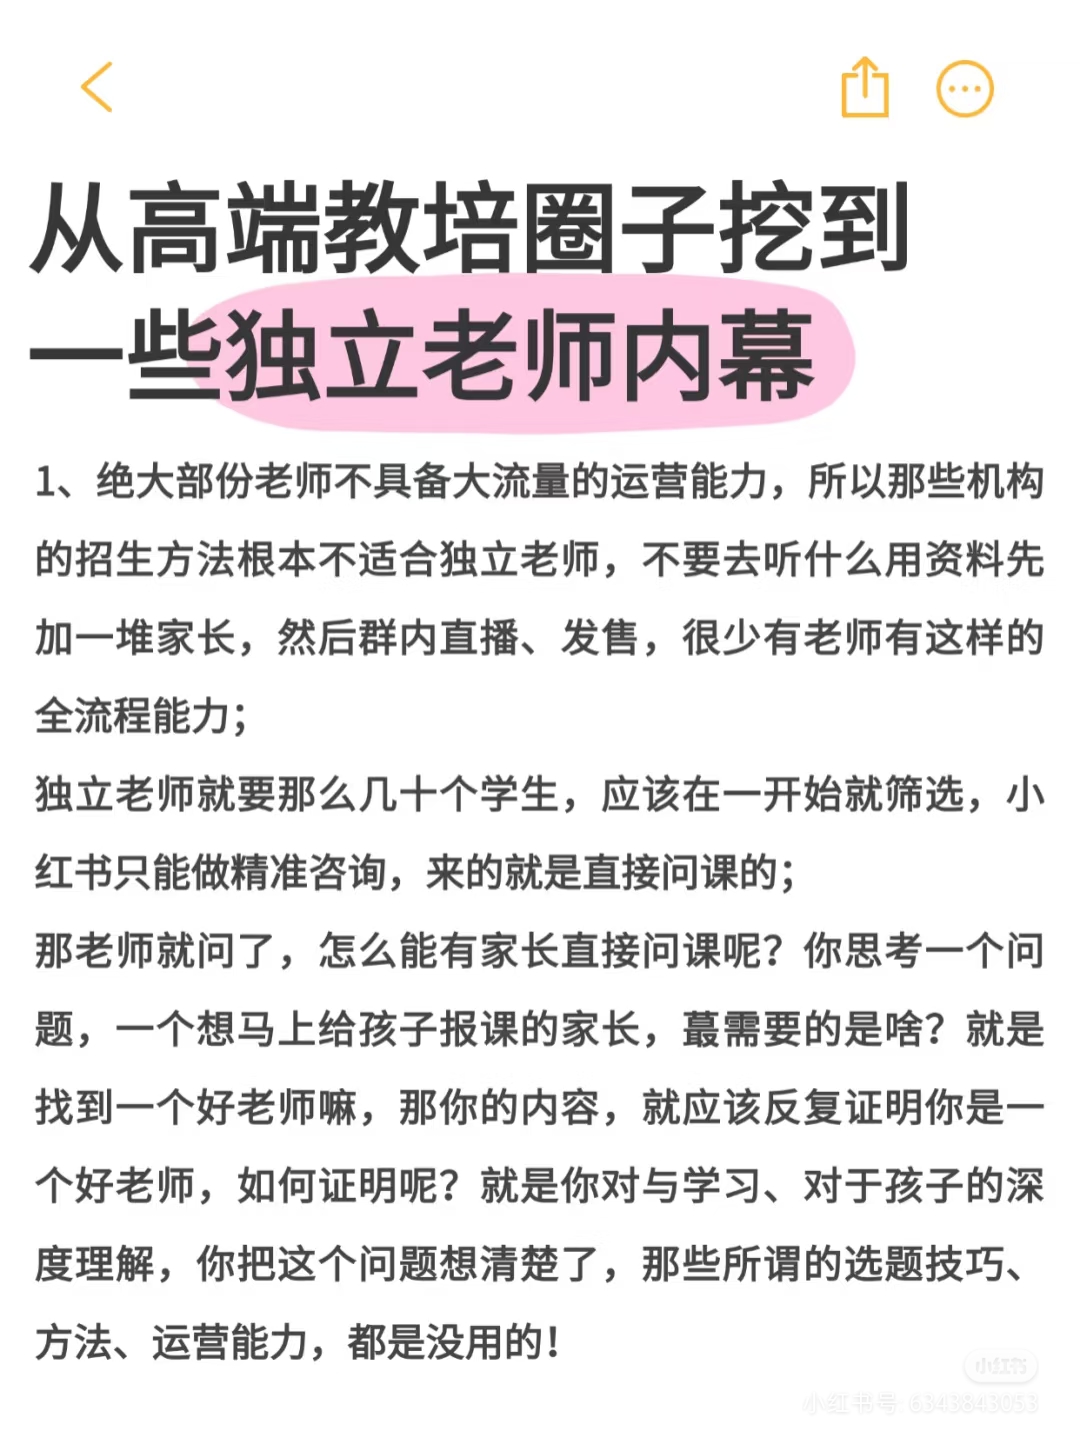 从高端教培圈子挖到
一些独立老师内幕
1、绝大部份老师不具备大流量的运营能力，所以那些机构
的招生方法根本不适合独立老师，不要去听什么用资料先
加一堆家长，然后群内直播、发售，很少有老师有这样的
全流程能力；
独立老师就要那么几十个学生，应该在一开始就筛选，小
红书只能做精准咨询，来的就是直接问课的；
那老师就问了，怎么能有家长直接问课呢？你思考一个问
题，一个想马上给孩子报课的家长，蕞需要的是啥？就是
找到一个好老师嘛，那你的内容，就应该反复证明你是一
个好老师，如何证明呢？就是你对与学习、对于孩子的深
度理解，你把这个问题想清楚了，那些所谓的选题技巧、
方法、运营能力，都是没用的！
小红书
小红书号: 6343843053